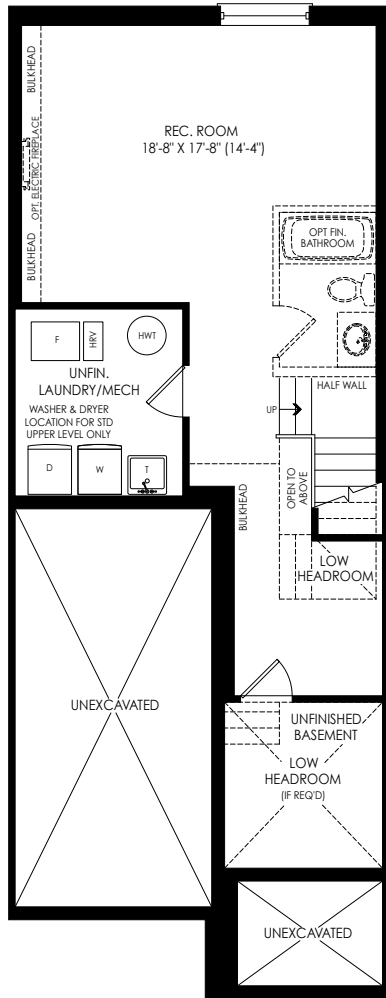 BULKHEAD
OPT. ELECTRIC FIREPLACE
BULKHEAD
REC. ROOM
18'-8" X 17'-8" (14'-4")
OPT FIN.
BATHROOM
F
HRV
HWT
UNFIN.
LAUNDRY/MECH
WASHER & DRYER
LOCATION FOR STD
UPPER LEVEL ONLY
D
W
T
HALF WALL
UP
OPEN TO
ABOVE
BULKHEAD
LOW
HEADROOM
UNEXCAVATED
UNFINISHED
BASEMENT
LOW
HEADROOM
(IF REQ'D)
UNEXCAVATED